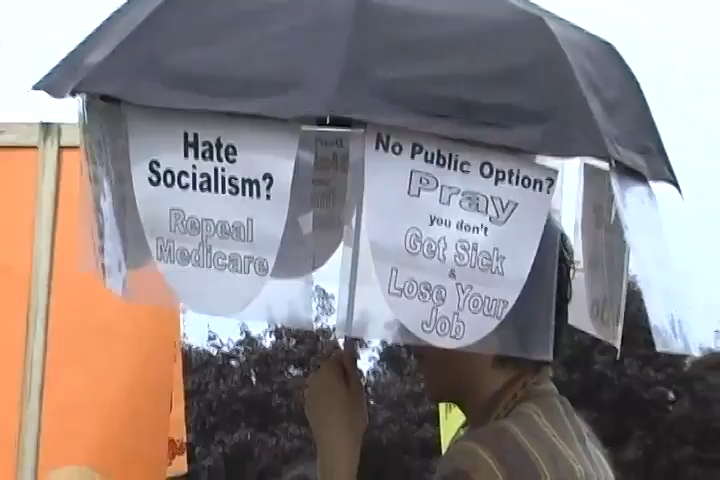 Hate
Socialism?
Repeal
Medicare
No Public Option?
Pray
you don't
Get Sick
&
Lose Your
Job